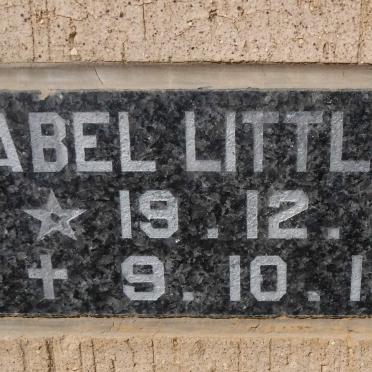 ABEL LITTL
★ 19.12.
✝ 9.10.1